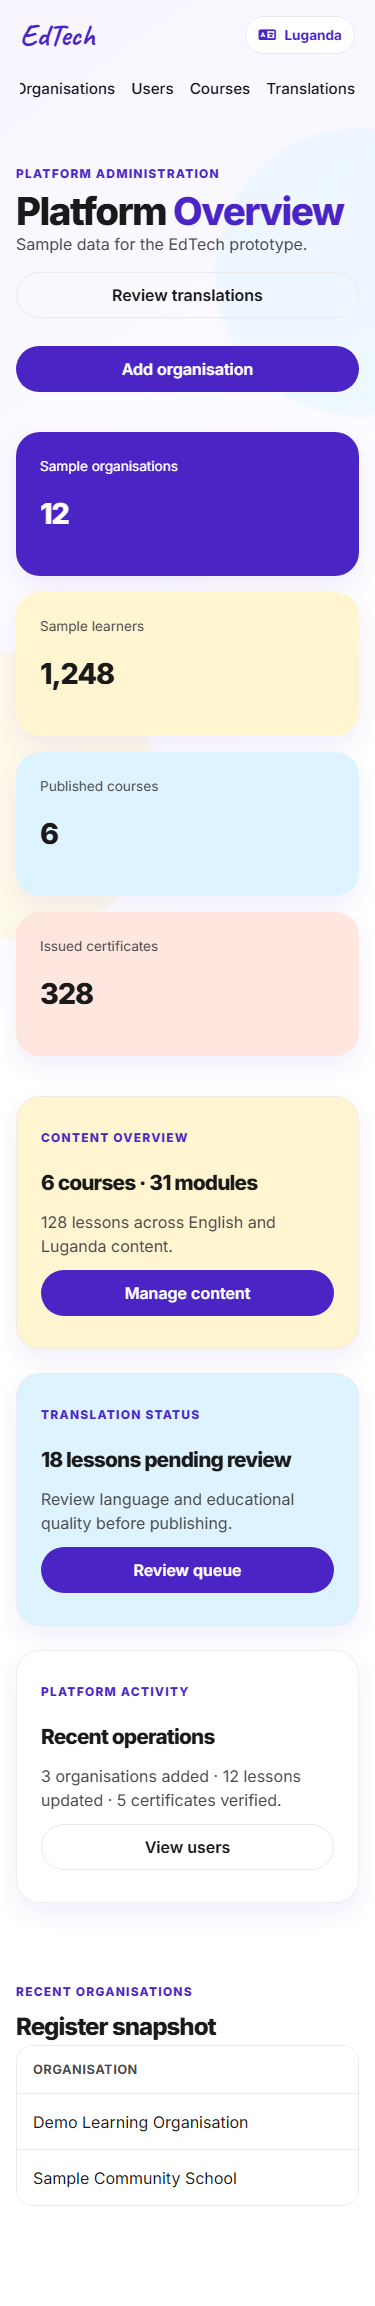 EdTech
Luganda
Organisations Users Courses Translations
PLATFORM ADMINISTRATION
Platform Overview
Sample data for the EdTech prototype.
Review translations
Add organisation
Sample organisations
12
Sample learners
1,248
Published courses
6
Issued certificates
328
CONTENT OVERVIEW
6 courses · 31 modules
128 lessons across English and
Luganda content.
Manage content
TRANSLATION STATUS
18 lessons pending review
Review language and educational
quality before publishing.
Review queue
PLATFORM ACTIVITY
Recent operations
3 organisations added · 12 lessons
updated · 5 certificates verified.
View users
RECENT ORGANISATIONS
Register snapshot
ORGANISATION
Demo Learning Organisation
Sample Community School